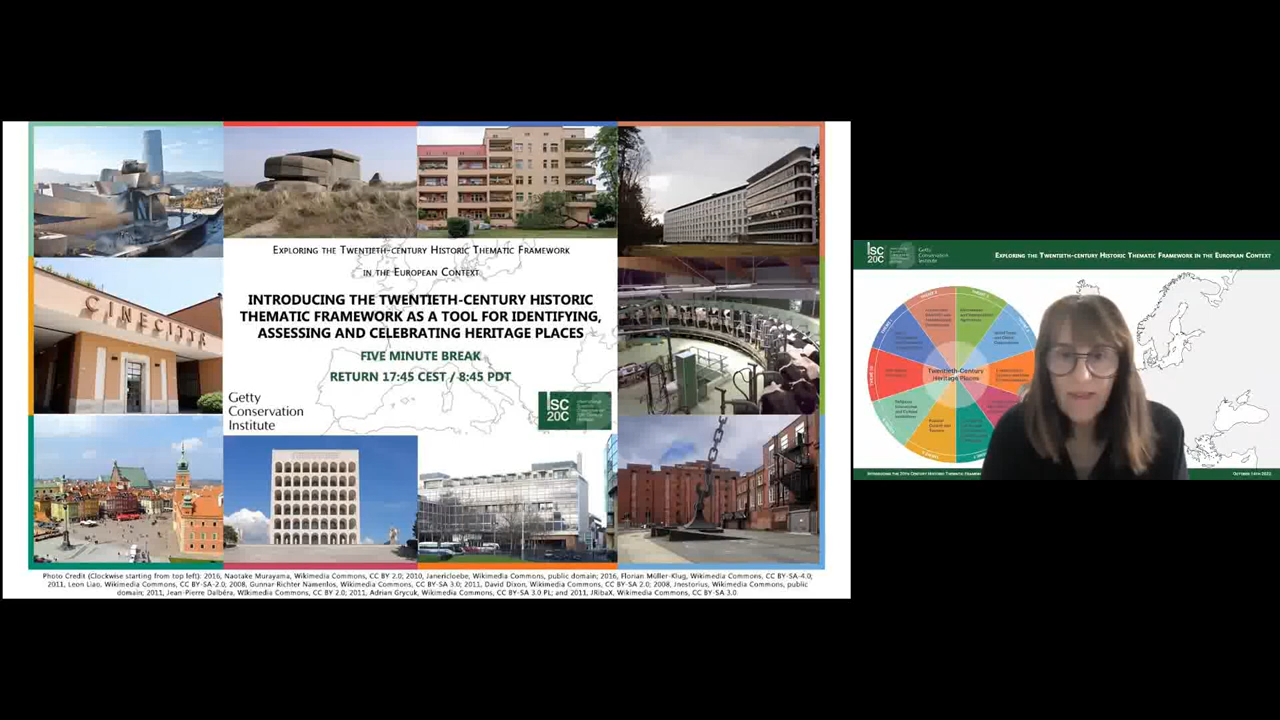 EXPLORING THE TWENTIETH-CENTURY HISTORIC THEMATIC FRAMEWORK
IN THE EUROPEAN CONTEXT
INTRODUCING THE TWENTIETH-CENTURY HISTORIC
THEMATIC FRAMEWORK AS A TOOL FOR IDENTIFYING,
ASSESSING AND CELEBRATING HERITAGE PLACES
FIVE MINUTE BREAK
RETURN 17:45 CEST / 8:45 PDT
Getty
Conservation
Institute
ISC
20C
CINECITTÀ
Photo Credit (Clockwise starting from top left): 2016, Naotake Murayama, Wikimedia Commons, CC BY 2.0; 2010, Janericloebe, Wikimedia Commons, public domain; 2016, Florian Müller-Klug, Wikimedia Commons, CC BY-SA-4.0;
2011, Leon Liao, Wikimedia Commons, CC BY-SA-2.0; 2008, Gunnar Richter Namenlos, Wikimedia Commons, CC BY-SA 3.0; 2011, David Dixon, Wikimedia Commons, CC BY-SA 2.0; 2008, Jnestorius, Wikimedia Commons, public
domain; 2011, Jean-Pierre Dalbéra, Wikimedia Commons, CC BY 2.0; 2011, Adrian Grycuk, Wikimedia Commons, CC BY-SA 3.0 PL; and 2011, JRibaX, Wikimedia Commons, CC BY-SA 3.0
ISC
20C
Getty
Conservation
Institute
EXPLORING THE TWENTIETH-CENTURY HISTORIC THEMATIC FRAMEWORK IN THE EUROPEAN CONTEXT
Twentieth-Century
Heritage Places
INTRODUCING THE 20TH CENTURY HISTORIC THEMATIC